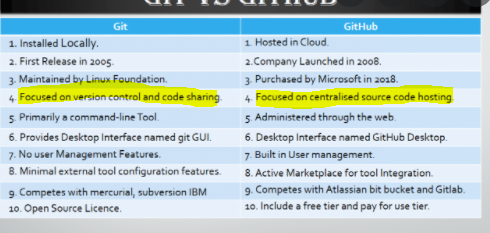 GIT VS GITHUB
Git GitHub
1. Installed Locally. 1. Hosted in Cloud.
2. First Release in 2005. 2.Company Launched in 2008.
3. Maintained by Linux Foundation. 3. Purchased by Microsoft in 2018.
4. Focused on version control and code sharing. 4. Focused on centralised source code hosting.
5. Primarily a command-line Tool. 5. Administered through the web.
6. Provides Desktop Interface named git GUI. 6. Desktop Interface named GitHub Desktop.
7. No user Management Features. 7. Built in User management.
8. Minimal external tool configuration features. 8. Active Marketplace for tool Integration.
9. Competes with mercurial, subversion IBM 9. Competes with Atlassian bit bucket and Gitlab.
10. Open Source Licence. 10. Include a free tier and pay for use tier.